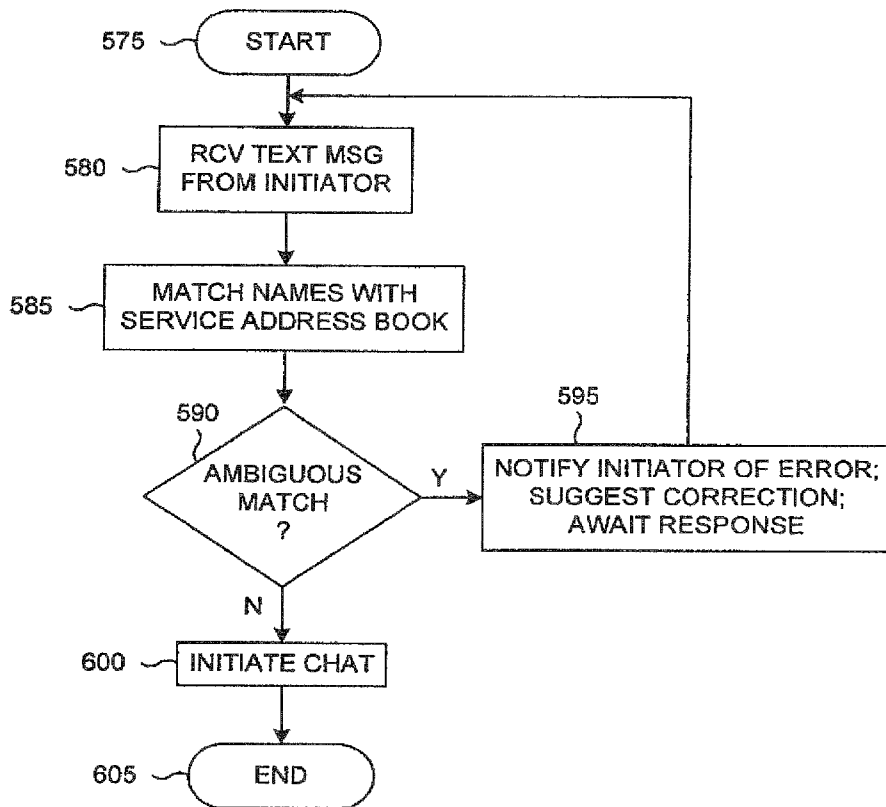 575
START
580
RCV TEXT MSG
FROM INITIATOR
585
MATCH NAMES WITH
SERVICE ADDRESS BOOK
590
AMBIGUOUS
MATCH
?
Y
595
NOTIFY INITIATOR OF ERROR;
SUGGEST CORRECTION;
AWAIT RESPONSE
N
600
INITIATE CHAT
605
END